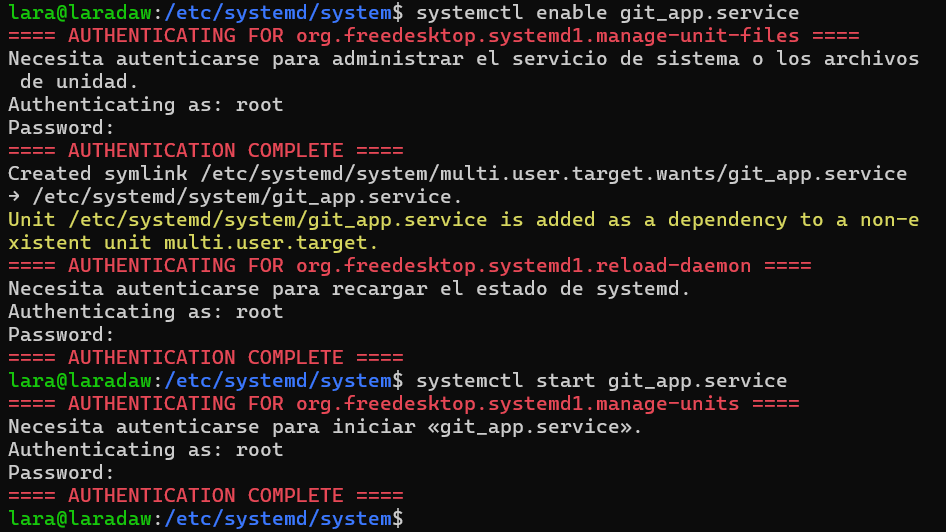 lara@laradaw:/etc/systemd/system$ systemctl enable git_app.service
==== AUTHENTICATING FOR org.freedesktop.systemd1.manage-unit-files ====
Necesita autenticarse para administrar el servicio de sistema o los archivos
 de unidad.
Authenticating as: root
Password:
==== AUTHENTICATION COMPLETE ====
Created symlink /etc/systemd/system/multi.user.target.wants/git_app.service
→ /etc/systemd/system/git_app.service.
Unit /etc/systemd/system/git_app.service is added as a dependency to a non-e
xistent unit multi.user.target.
==== AUTHENTICATING FOR org.freedesktop.systemd1.reload-daemon ====
Necesita autenticarse para recargar el estado de systemd.
Authenticating as: root
Password:
==== AUTHENTICATION COMPLETE ====
lara@laradaw:/etc/systemd/system$ systemctl start git_app.service
==== AUTHENTICATING FOR org.freedesktop.systemd1.manage-units ====
Necesita autenticarse para iniciar «git_app.service».
Authenticating as: root
Password:
==== AUTHENTICATION COMPLETE ====
lara@laradaw:/etc/systemd/system$